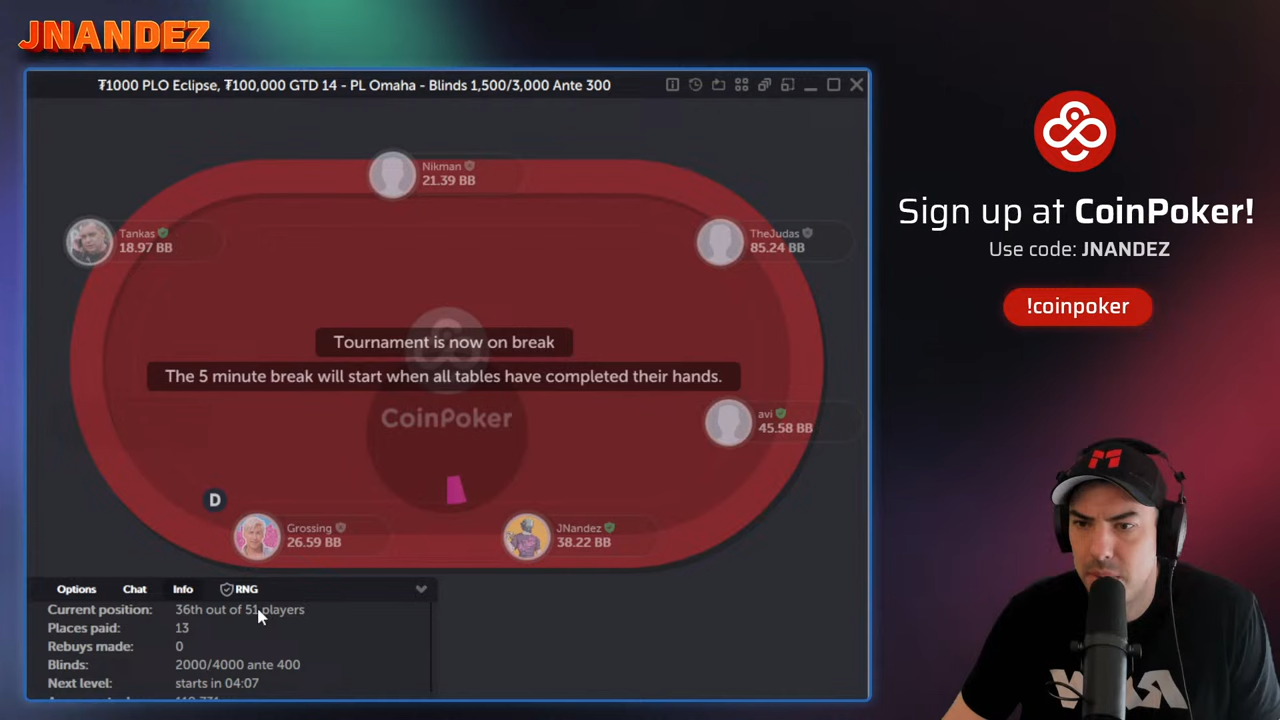 JNANDEZ
₮1000 PLO Eclipse, ₮100,000 GTD 14 - PL Omaha - Blinds 1,500/3,000 Ante 300
Nikman
21.39 BB
Tankas
18.97 BB
TheJudas
85.24 BB
Tournament is now on break
The 5 minute break will start when all tables have completed their hands.
CoinPoker
avi
45.58 BB
D
Grossing
26.59 BB
JNandez
38.22 BB
Options Chat Info RNG
Current position: 36th out of 51 players
Places paid: 13
Rebuys made: 0
Blinds: 2000/4000 ante 400
Next level: starts in 04:07
Sign up at CoinPoker!
Use code: JNANDEZ
!coinpoker